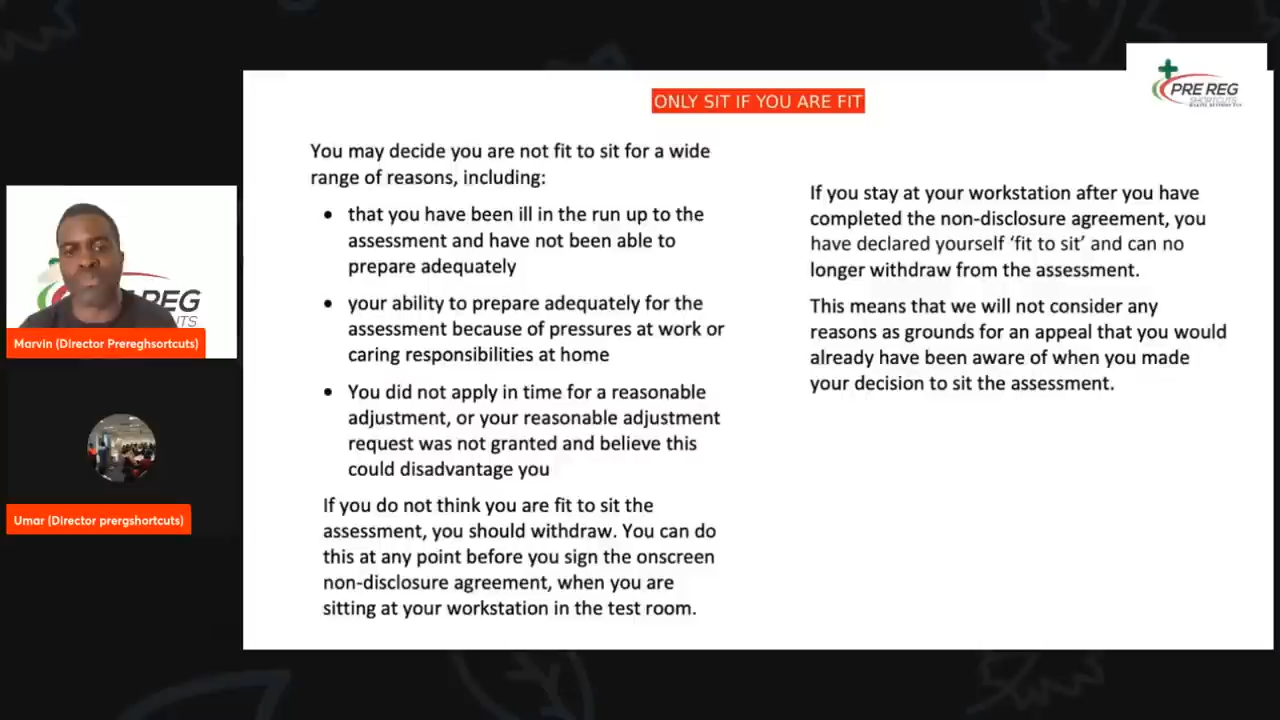 ONLY SIT IF YOU ARE FIT
PRE REG
SHORTCUTS
You may decide you are not fit to sit for a wide
range of reasons, including:
• that you have been ill in the run up to the
assessment and have not been able to
prepare adequately
• your ability to prepare adequately for the
assessment because of pressures at work or
caring responsibilities at home
• You did not apply in time for a reasonable
adjustment, or your reasonable adjustment
request was not granted and believe this
could disadvantage you
If you do not think you are fit to sit the
assessment, you should withdraw. You can do
this at any point before you sign the onscreen
non-disclosure agreement, when you are
sitting at your workstation in the test room.
If you stay at your workstation after you have
completed the non-disclosure agreement, you
have declared yourself ‘fit to sit’ and can no
longer withdraw from the assessment.
This means that we will not consider any
reasons as grounds for an appeal that you would
already have been aware of when you made
your decision to sit the assessment.
REG
UTS
Marvin (Director Prereghsortcuts)
Umar (Director prergshortcuts)